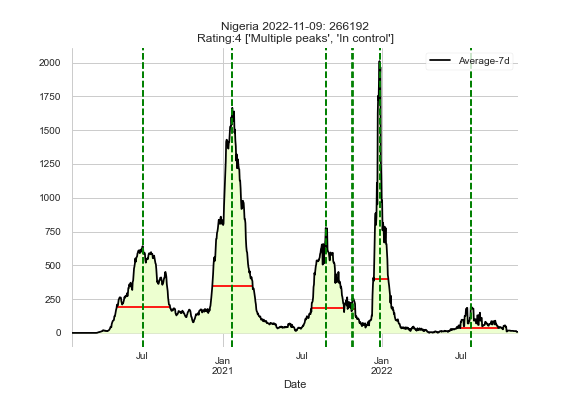 Nigeria 2022-11-09: 266192
Rating:4 ['Multiple peaks', 'In control']
Average-7d
2000
1750
1500
1250
1000
750
500
250
0
Jul
Jan
2021
Jul
Jan
2022
Jul
Date